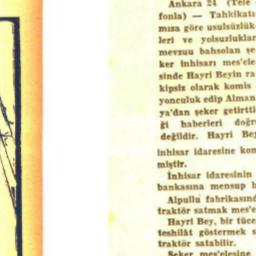 Ankara 24 (Tele
fonla) — Tahkikatı
mıza göre usulsüzlük
leri ve yolsuzluklar
mevzuu bahsolan şe
ker inhisarı mes'ele
sinde Hayri Beyin ra
kipsiz olarak komis
yonculuk edip Alman
ya'dan şeker getirtti
ği haberleri doğru
değildir. Hayri Bey
inhisar idaresine kom
miştir.
İnhisar idaresinin
bankasına mensup b
Alpullu fabrikasınd
traktör satmak mes'e
Hayri Bey, bir tüce
teshilât göstermek s
traktör satabilir.
Şeker mes'elesine